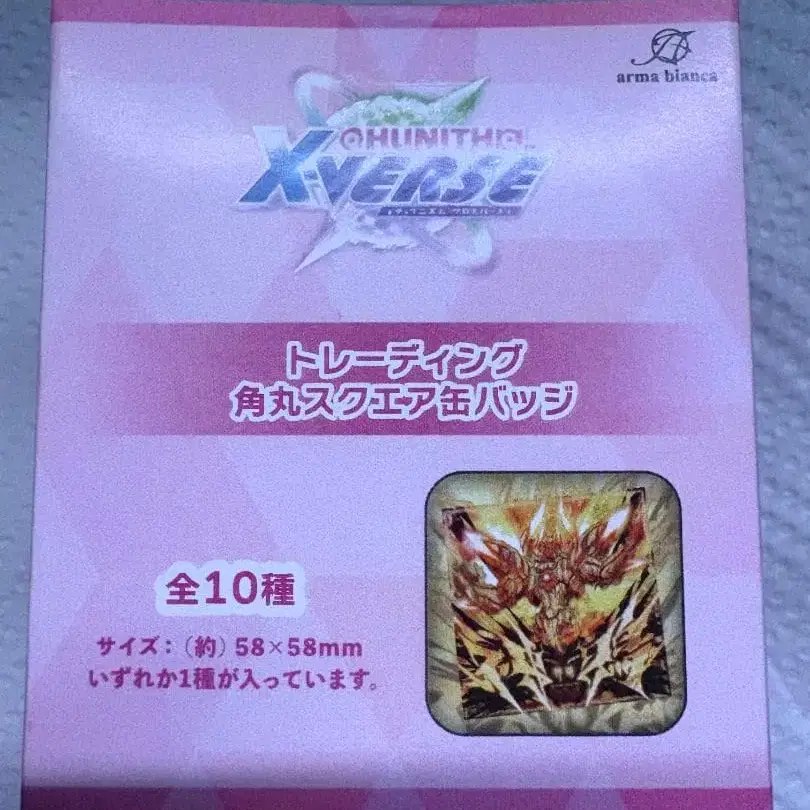 arma bianca
CHUNITHM
X-VERSE
チュウニズム クロスバース
トレーディング
角丸スクエア缶バッジ
全10種
サイズ：(約) 58×58mm
いずれか1種が入っています。